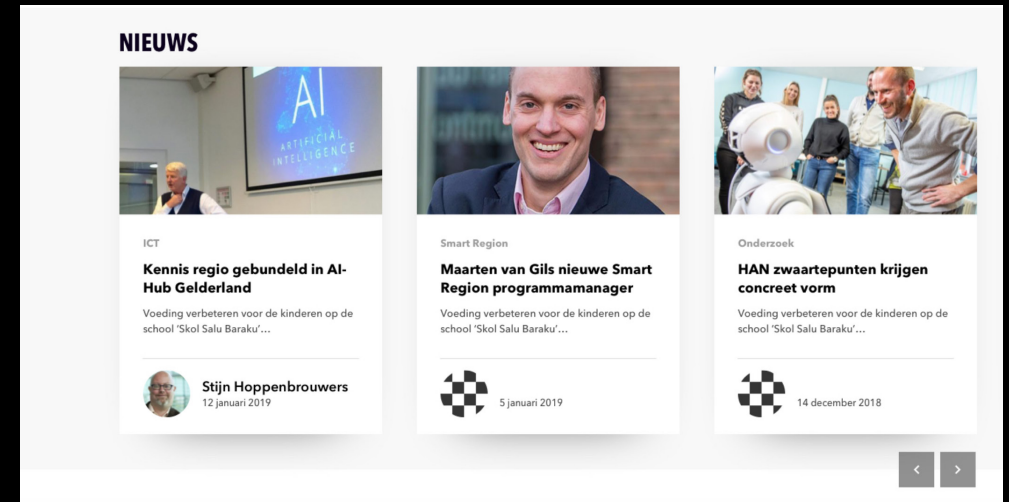 NIEUWS
AI
ARTIFICIAL
INTELLIGENCE
ICT
Kennis regio gebundeld in AI-
Hub Gelderland
Voeding verbeteren voor de kinderen op de
school ‘Skol Salu Baraku’...
Stijn Hoppenbrouwers
12 januari 2019
Smart Region
Maarten van Gils nieuwe Smart
Region programmamanager
Voeding verbeteren voor de kinderen op de
school ‘Skol Salu Baraku’...
5 januari 2019
Onderzoek
HAN zwaartepunten krijgen
concreet vorm
Voeding verbeteren voor de kinderen op de
school ‘Skol Salu Baraku’...
14 december 2018